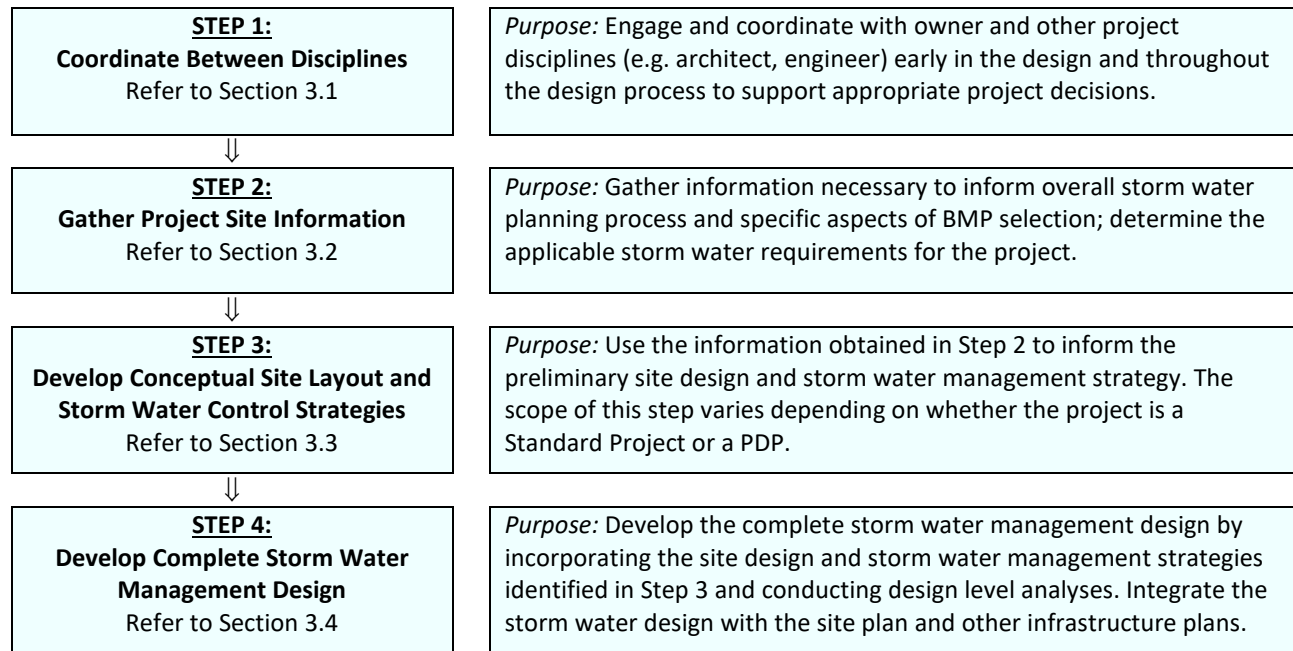 STEP 1:
Coordinate Between Disciplines
Refer to Section 3.1
Purpose: Engage and coordinate with owner and other project
disciplines (e.g. architect, engineer) early in the design and throughout
the design process to support appropriate project decisions.
⇓
STEP 2:
Gather Project Site Information
Refer to Section 3.2
Purpose: Gather information necessary to inform overall storm water
planning process and specific aspects of BMP selection; determine the
applicable storm water requirements for the project.
⇓
STEP 3:
Develop Conceptual Site Layout and
Storm Water Control Strategies
Refer to Section 3.3
Purpose: Use the information obtained in Step 2 to inform the
preliminary site design and storm water management strategy. The
scope of this step varies depending on whether the project is a
Standard Project or a PDP.
⇓
STEP 4:
Develop Complete Storm Water
Management Design
Refer to Section 3.4
Purpose: Develop the complete storm water management design by
incorporating the site design and storm water management strategies
identified in Step 3 and conducting design level analyses. Integrate the
storm water design with the site plan and other infrastructure plans.